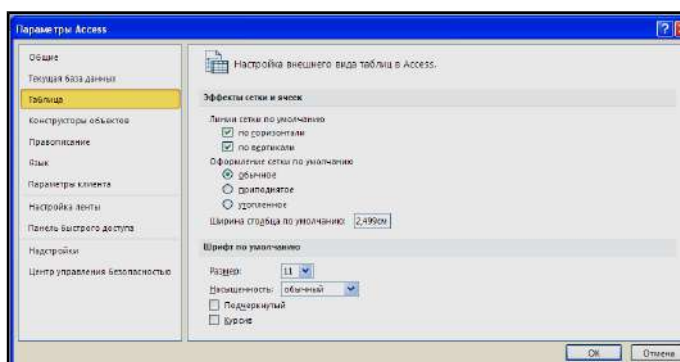 Параметры Access
Общие
Текущая база данных
Таблица
Конструкторы объектов
Правописание
Язык
Параметры клиента
Настройка ленты
Панель быстрого доступа
Надстройки
Центр управления безопасностью
Настройка внешнего вида таблиц в Access.
Эффекты сетки и ячеек
Линии сетки по умолчанию
по горизонтали
по вертикали
Оформление сетки по умолчанию
обычное
приподнятое
утопленное
Ширина столбца по умолчанию: 2,499см
Шрифт по умолчанию
Размер: 11
Насыщенность: обычный
Подчеркнутый
Курсив
ОК Отмена